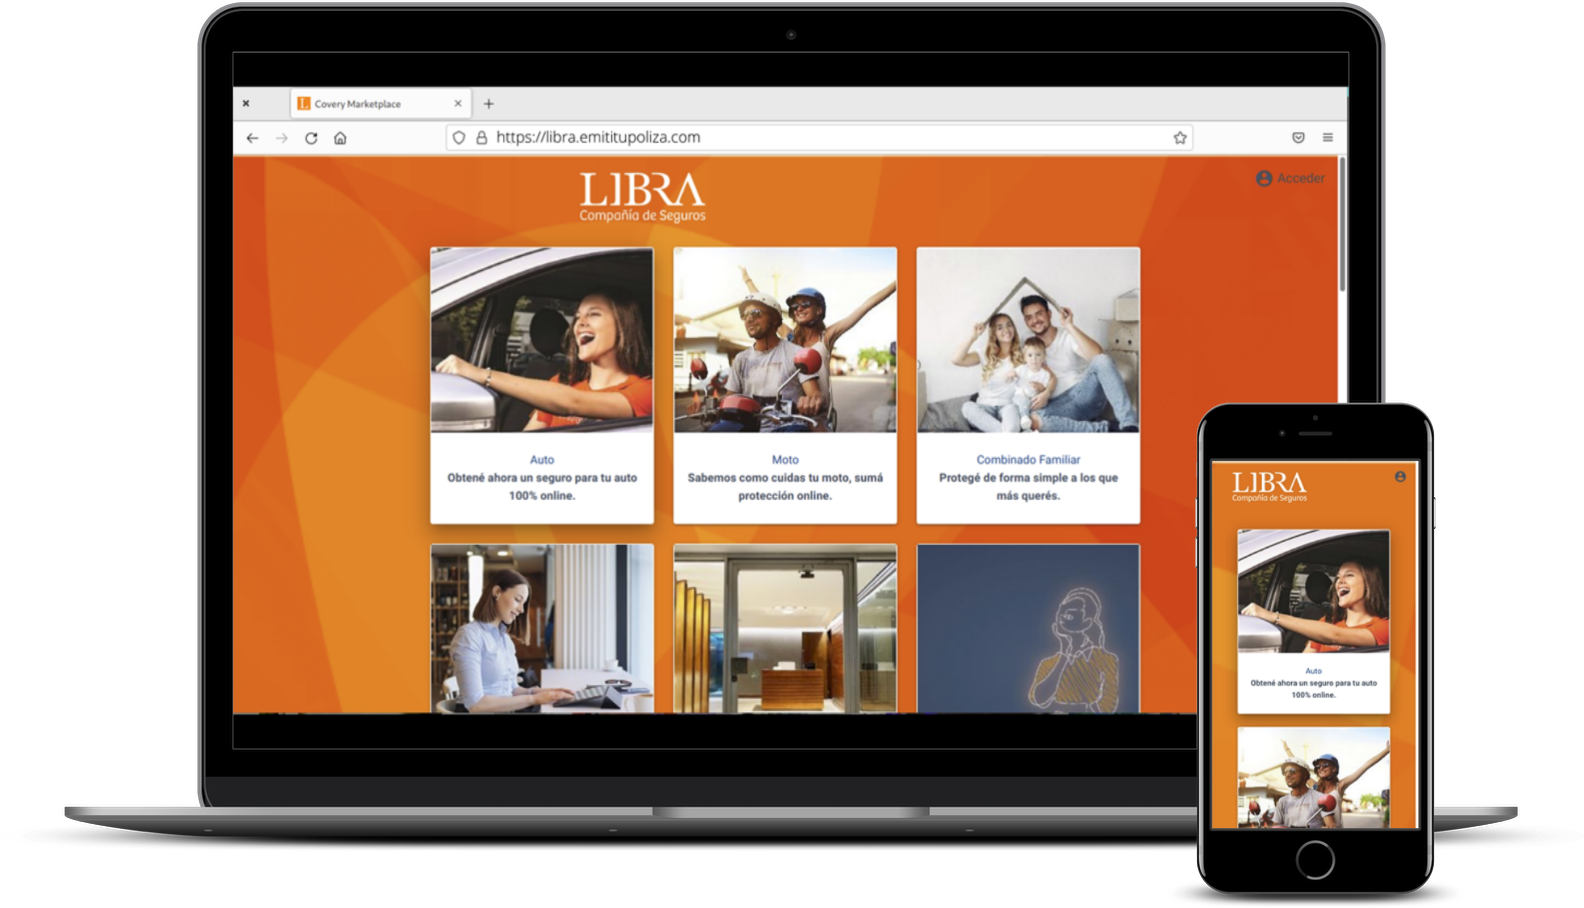 Covery Marketplace
https://libra.emititupoliza.com
Acceder
LIBRA
Compañía de Seguros
Auto
Obtené ahora un seguro para tu auto
100% online.
Moto
Sabemos como cuidas tu moto, sumá
protección online.
Combinado Familiar
Protegé de forma simple a los que
más querés.
LIBRA
Compañía de Seguros
Auto
Obtené ahora un seguro para tu auto
100% online.